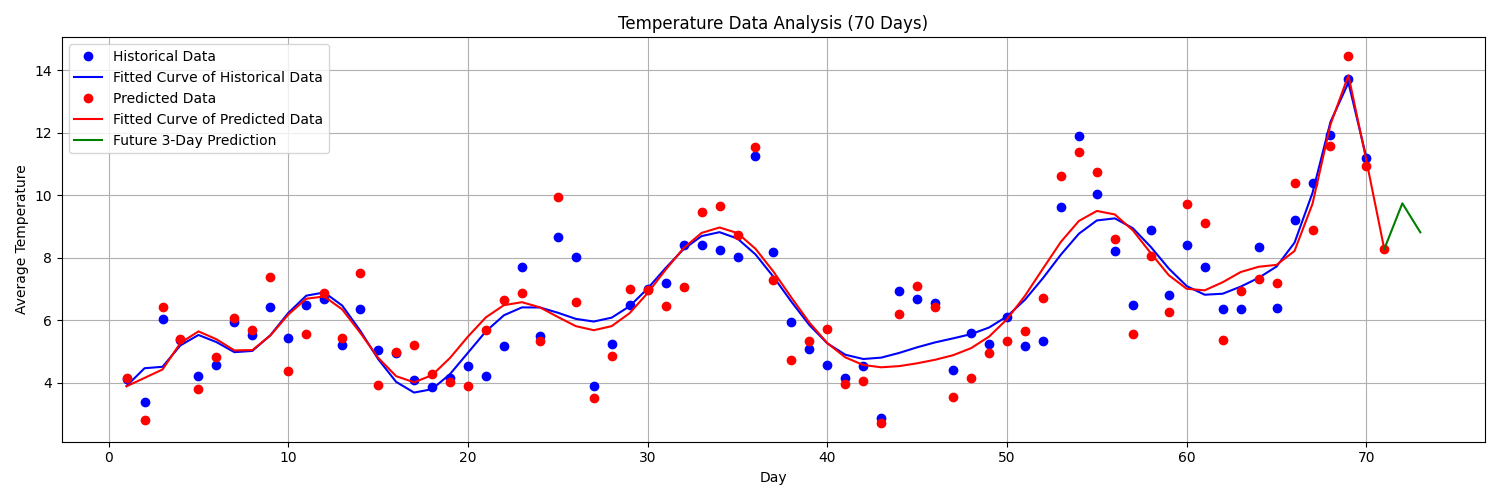 Temperature Data Analysis (70 Days)
Historical Data
Fitted Curve of Historical Data
Predicted Data
Fitted Curve of Predicted Data
Future 3-Day Prediction
Average Temperature
14
12
10
8
6
4
0 10 20 30 40 50 60 70
Day